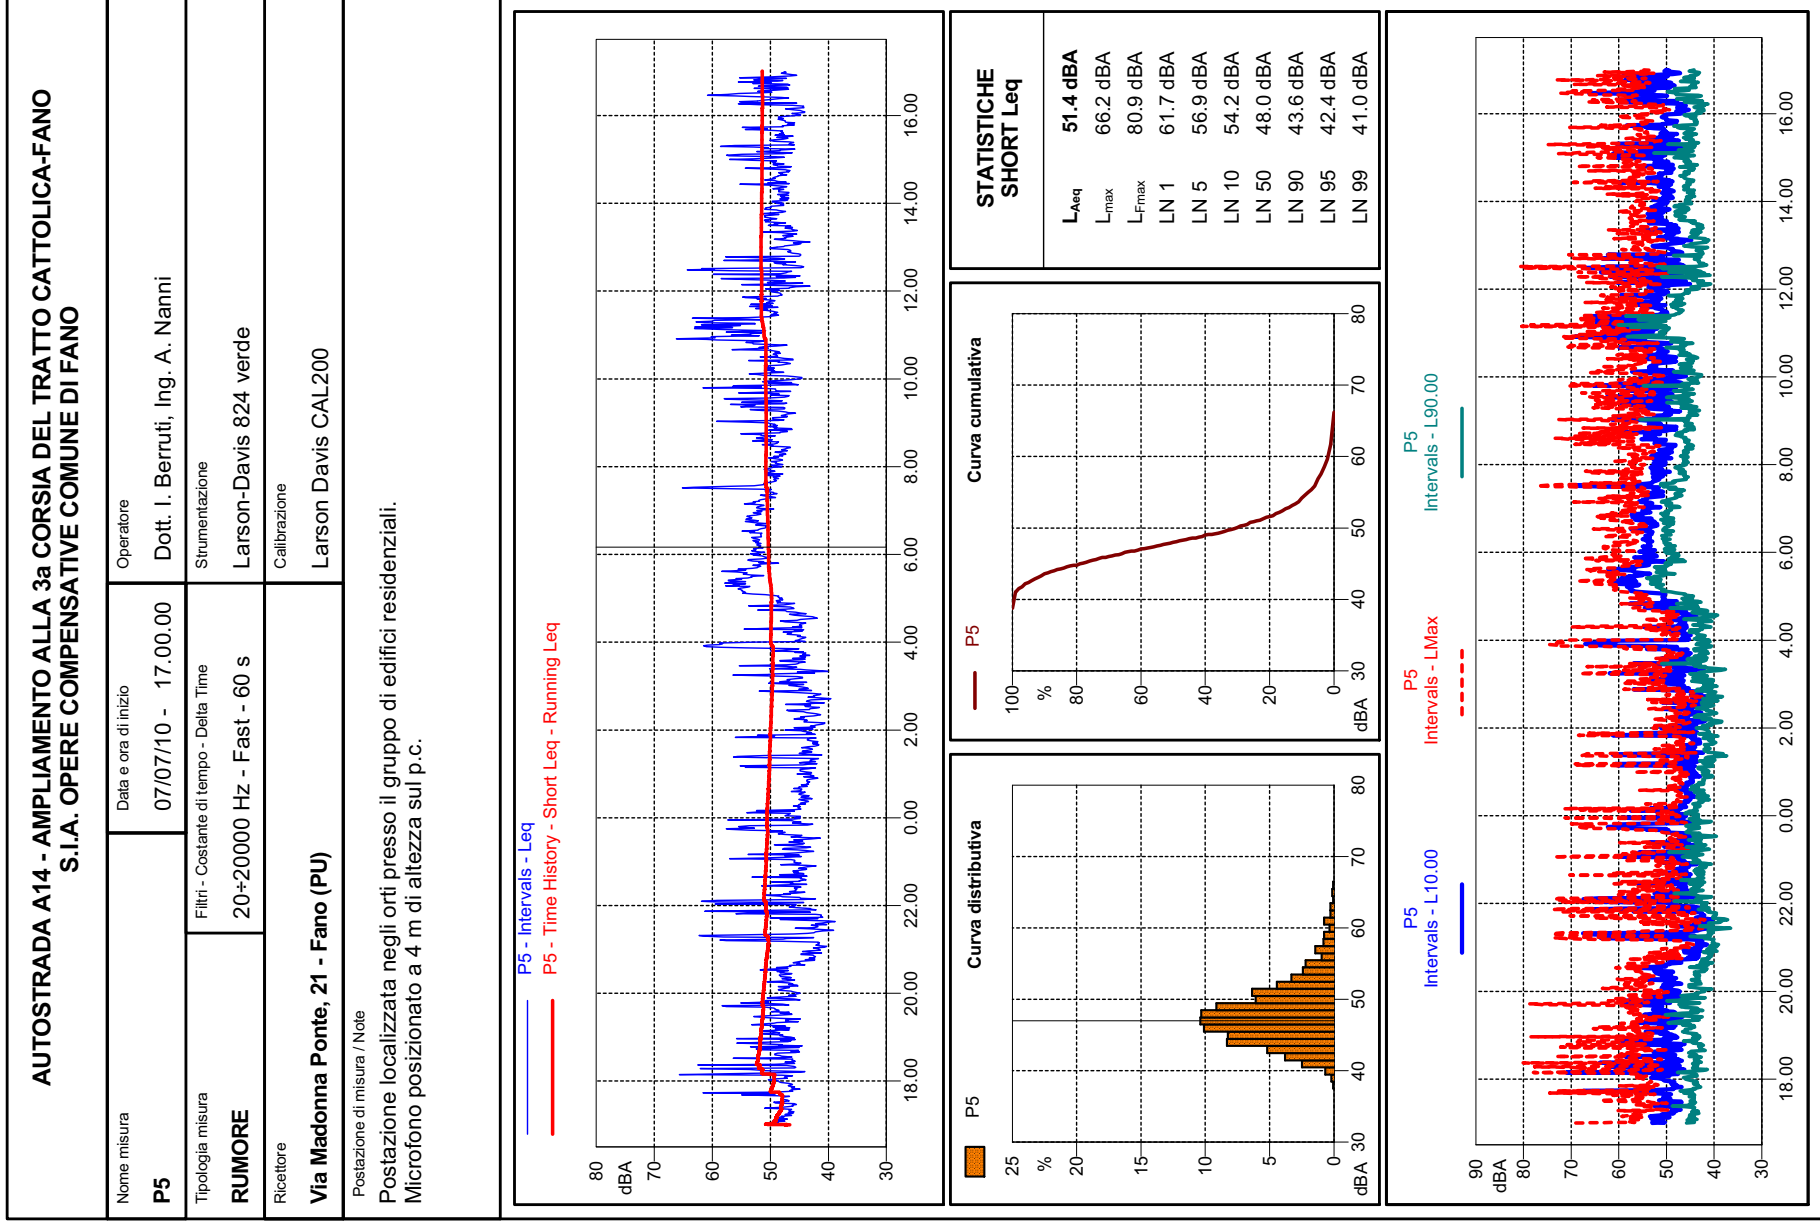 AUTOSTRADA A14 - AMPLIAMENTO ALLA 3a CORSIA DEL TRATTO CATTOLICA-FANO
S.I.A. OPERE COMPENSATIVE COMUNE DI FANO
Nome misura
P5
Data e ora di inizio
07/07/10 - 17.00.00
Operatore
Dott. I. Berruti, Ing. A. Nanni
Tipologia misura
RUMORE
Filtri - Costante di tempo - Delta Time
20÷20000 Hz - Fast - 60 s
Strumentazione
Larson-Davis 824 verde
Ricettore
Via Madonna Ponte, 21 - Fano (PU)
Calibrazione
Larson Davis CAL200
Postazione di misura / Note
Postazione localizzata negli orti presso il gruppo di edifici residenziali.
Microfono posizionato a 4 m di altezza sul p.c.
P5 - Intervals - Leq
P5 - Time History - Short Leq - Running Leq
80
dBA
70
60
50
40
30
18.00 20.00 22.00 0.00 2.00 4.00 6.00 8.00 10.00 12.00 14.00 16.00
P5
Curva distributiva
25
%
20
15
10
5
0
dBA
30 40 50 60 70 80
P5
Curva cumulativa
100
%
80
60
40
20
0
dBA
30 40 50 60 70 80
STATISTICHE
SHORT Leq
LAeq 51.4 dBA
Lmax 66.2 dBA
LFmax 80.9 dBA
LN 1 61.7 dBA
LN 5 56.9 dBA
LN 10 54.2 dBA
LN 50 48.0 dBA
LN 90 43.6 dBA
LN 95 42.4 dBA
LN 99 41.0 dBA
P5
Intervals - L10.00
P5
Intervals - LMax
P5
Intervals - L90.00
90
dBA
80
70
60
50
40
30
18.00 20.00 22.00 0.00 2.00 4.00 6.00 8.00 10.00 12.00 14.00 16.00